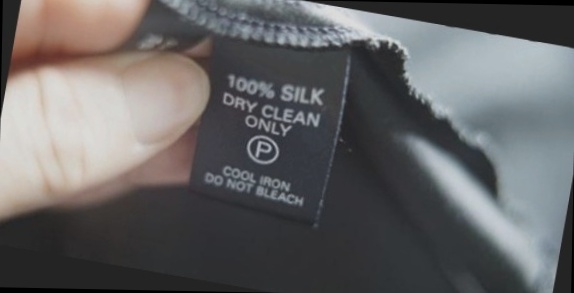 100% SILK
DRY CLEAN
ONLY
P
COOL IRON
DO NOT BLEACH